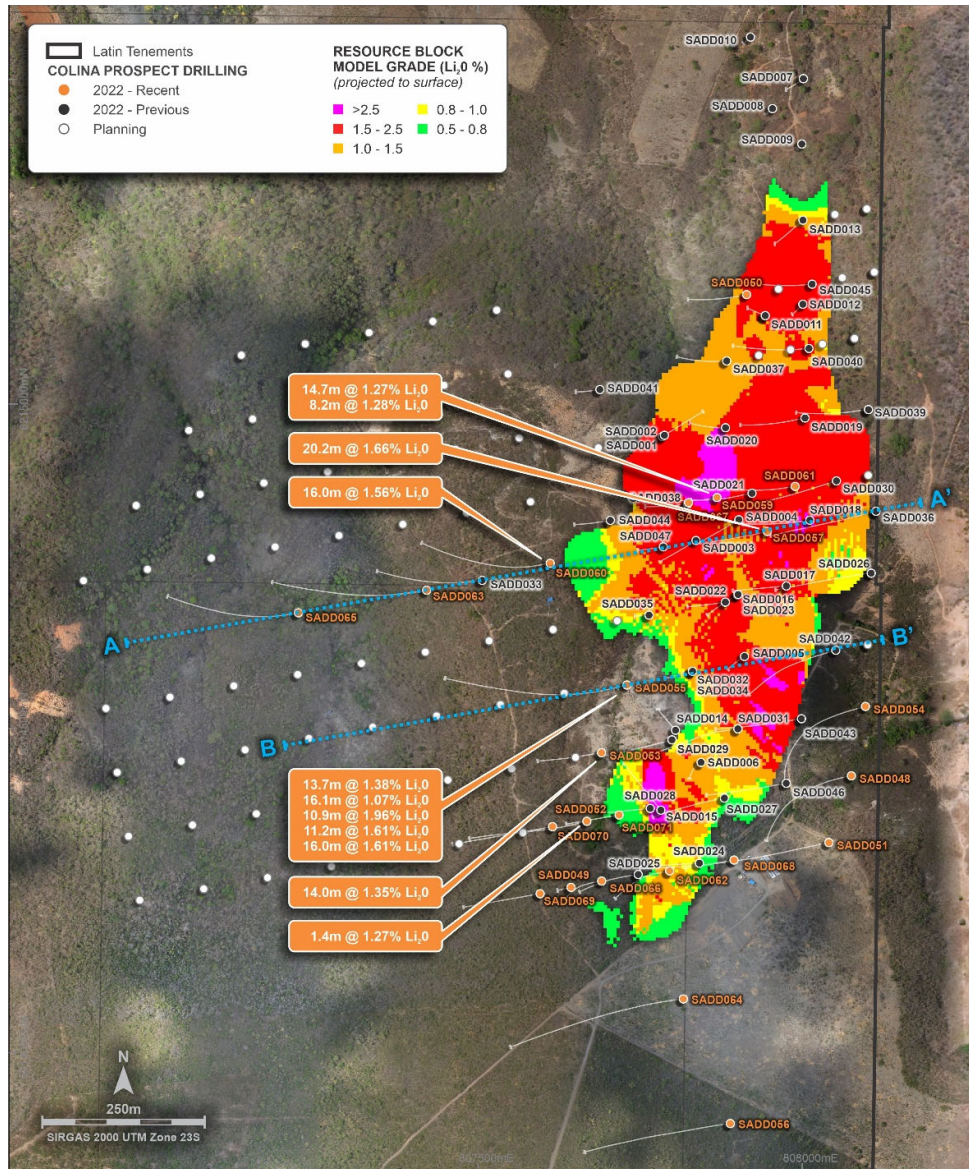 Latin Tenements
COLINA PROSPECT DRILLING
2022 - Recent
2022 - Previous
Planning
RESOURCE BLOCK
MODEL GRADE (Li₂0 %)
(projected to surface)
>2.5
1.5 - 2.5
1.0 - 1.5
0.8 - 1.0
0.5 - 0.8
SADD010
SADD007
SADD008
SADD009
SADD013
SADD050
SADD045
SADD012
SADD011
SADD040
SADD037
SADD041
SADD039
SADD002
SADD001
SADD020
SADD019
14.7m @ 1.27% Li₂0
8.2m @ 1.28% Li₂0
20.2m @ 1.66% Li₂0
16.0m @ 1.56% Li₂0
SADD021
SADD061
SADD030
SADD038
SADD059
A'
SADD044
SADD004
SADD018
SADD036
SADD047
SADD003
SADD057
SADD060
SADD033
SADD063
SADD017
SADD026
SADD022
SADD016
SADD023
SADD065
SADD035
A
SADD042
B'
SADD005
SADD032
SADD034
SADD055
B
SADD054
SADD014
SADD031
SADD043
SADD029
SADD006
13.7m @ 1.38% Li₂0
16.1m @ 1.07% Li₂0
10.9m @ 1.96% Li₂0
11.2m @ 1.61% Li₂0
16.0m @ 1.61% Li₂0
14.0m @ 1.35% Li₂0
1.4m @ 1.27% Li₂0
SADD048
SADD046
SADD028
SADD027
SADD052
SADD015
SADD070
SADD071
SADD051
SADD024
SADD025
SADD068
SADD049
SADD062
SADD066
SADD069
SADD064
SADD056
N
250m
SIRGAS 2000 UTM Zone 23S
807500mE
808000mE